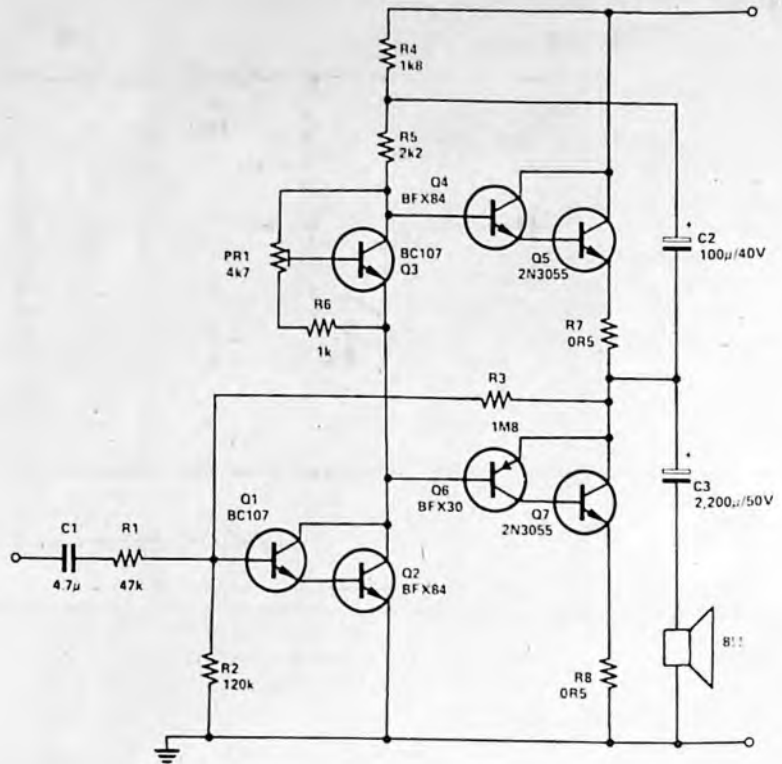 R4
1k8
R5
2k2
Q4
BFX84
PR1
4k7
BC107
Q3
Q5
2N3055
+
C2
100µ/40V
R6
1k
R7
0R5
R3
1M8
+
C3
2,200µ/50V
Q1
BC107
Q6
BFX30
Q7
2N3055
C1
4.7µ
R1
47k
Q2
BFX84
R2
120k
R8
0R5